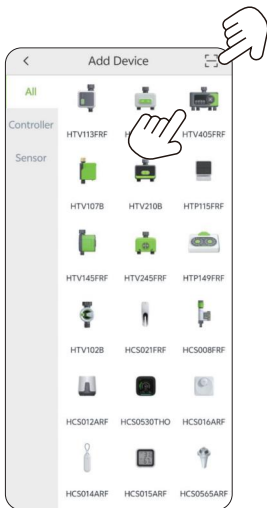 Add Device
All
Controller
Sensor
HTV113FRF H HTV405FRF
HTV107B HTV210B HTP115FRF
HTV145FRF HTV245FRF HTP149FRF
HTV102B HCS021FRF HCS008FRF
HCS012ARF HCS0530THO HCS016ARF
HCS014ARF HCS015ARF HCS0565ARF